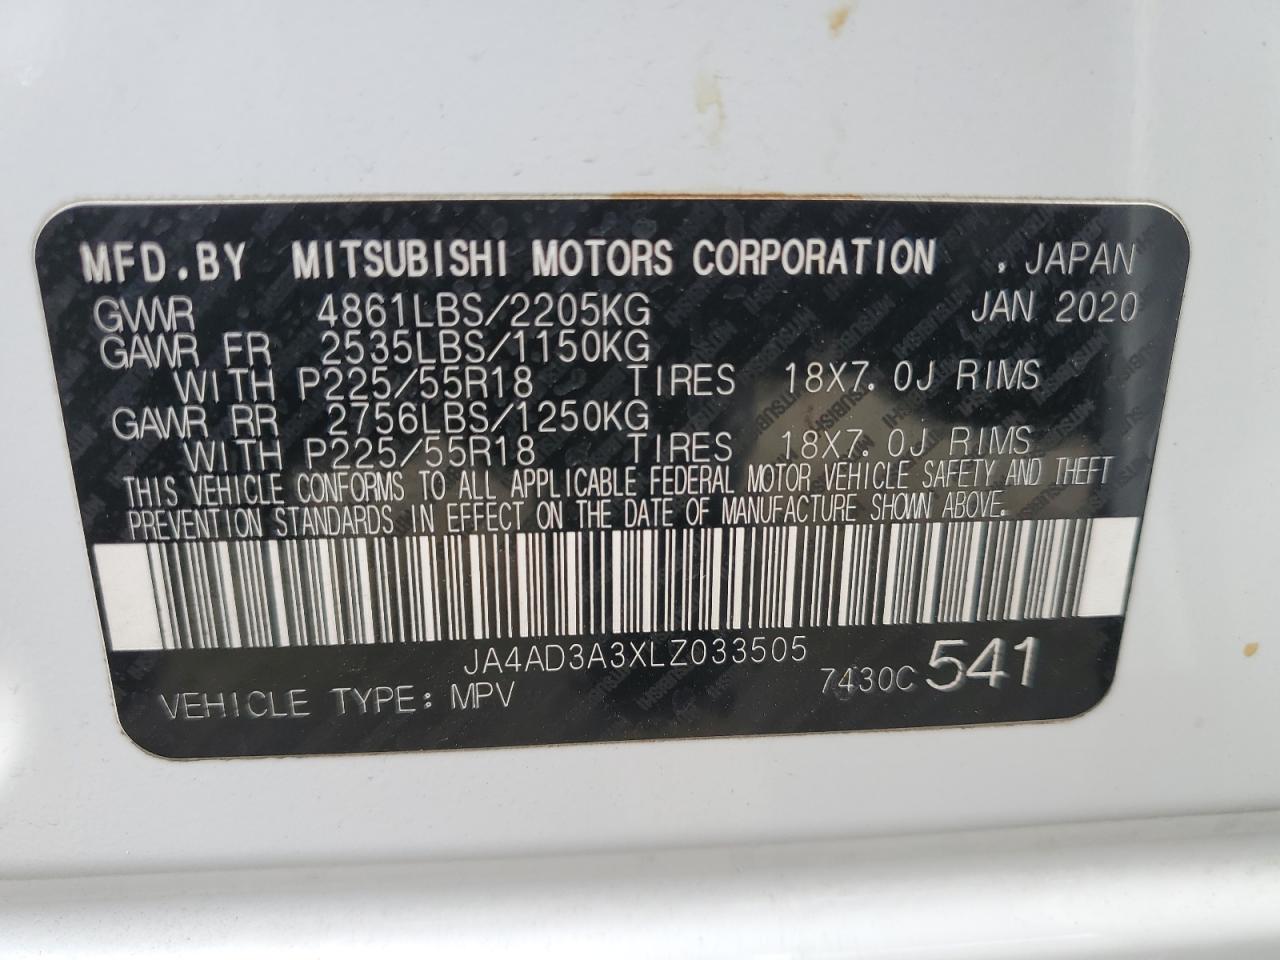 MFD.BY MITSUBISHI MOTORS CORPORATION , JAPAN
GVWR 4861LBS/2205KG JAN 2020
GAWR FR 2535LBS/1150KG
WITH P225/55R18 TIRES 18X7.0J RIMS
GAWR RR 2756LBS/1250KG
WITH P225/55R18 TIRES 18X7.0J RIMS
THIS VEHICLE CONFORMS TO ALL APPLICABLE FEDERAL MOTOR VEHICLE SAFETY AND THEFT
PREVENTION STANDARDS IN EFFECT ON THE DATE OF MANUFACTURE SHOWN ABOVE.
JA4AD3A3XLZ033505
VEHICLE TYPE: MPV 7430C 541